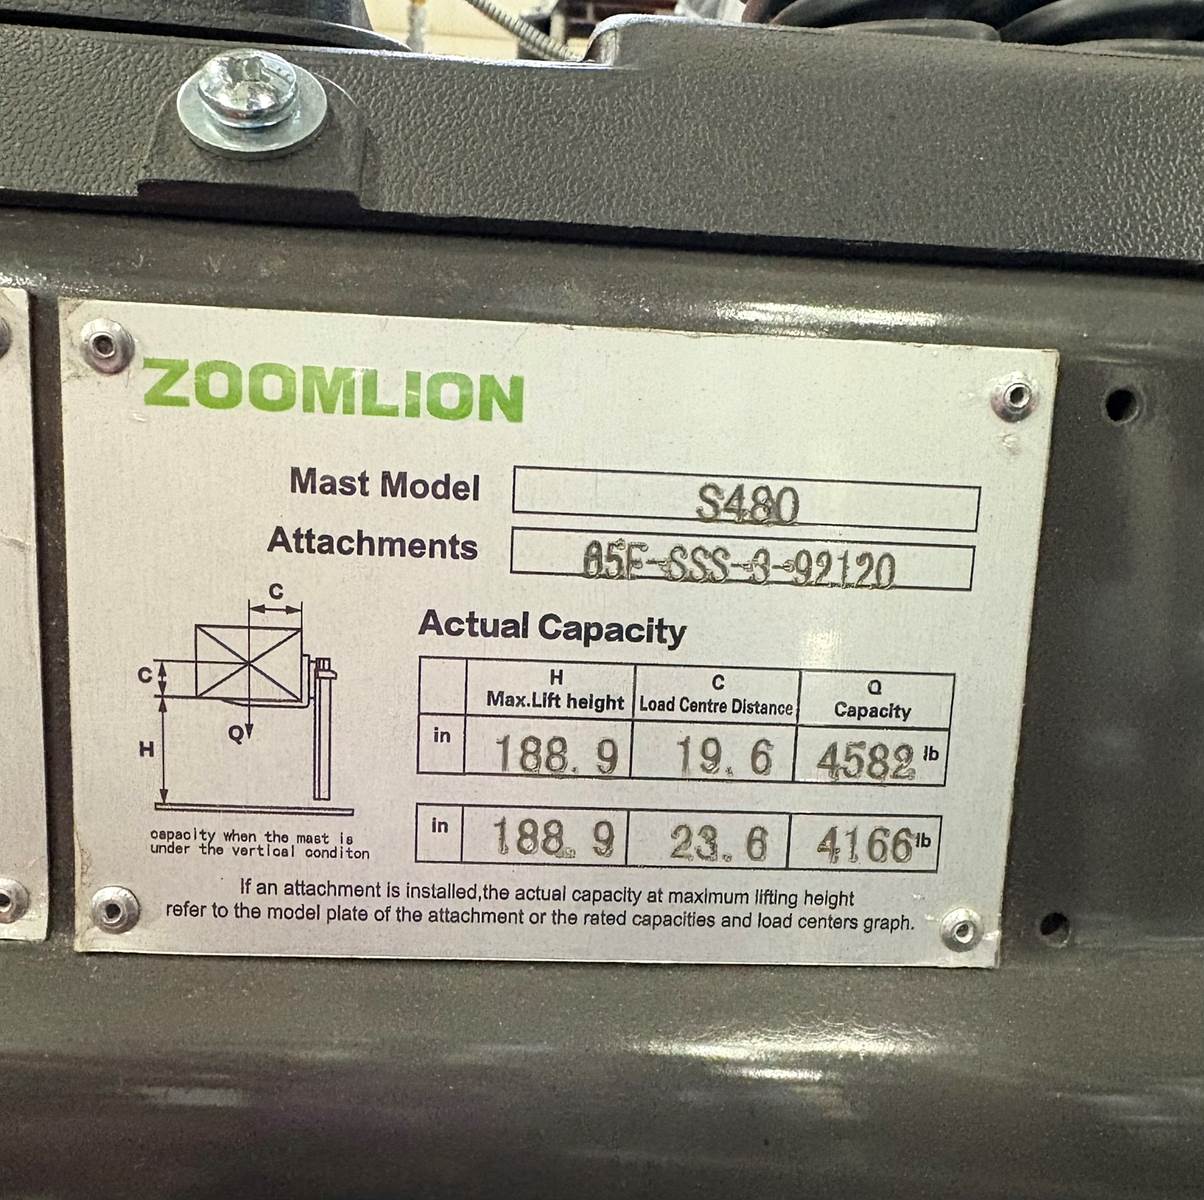 ZOOMLION
Mast Model S480
Attachments 65F-SSS-3-92120
C
C
Q
H
capacity when the mast is
under the vertical conditon
Actual Capacity
H C Q
Max.Lift height Load Centre Distance Capacity
in 188.9 19.6 4582 lb
in 188.9 23.6 4166 lb
If an attachment is installed,the actual capacity at maximum lifting height
refer to the model plate of the attachment or the rated capacities and load centers graph.